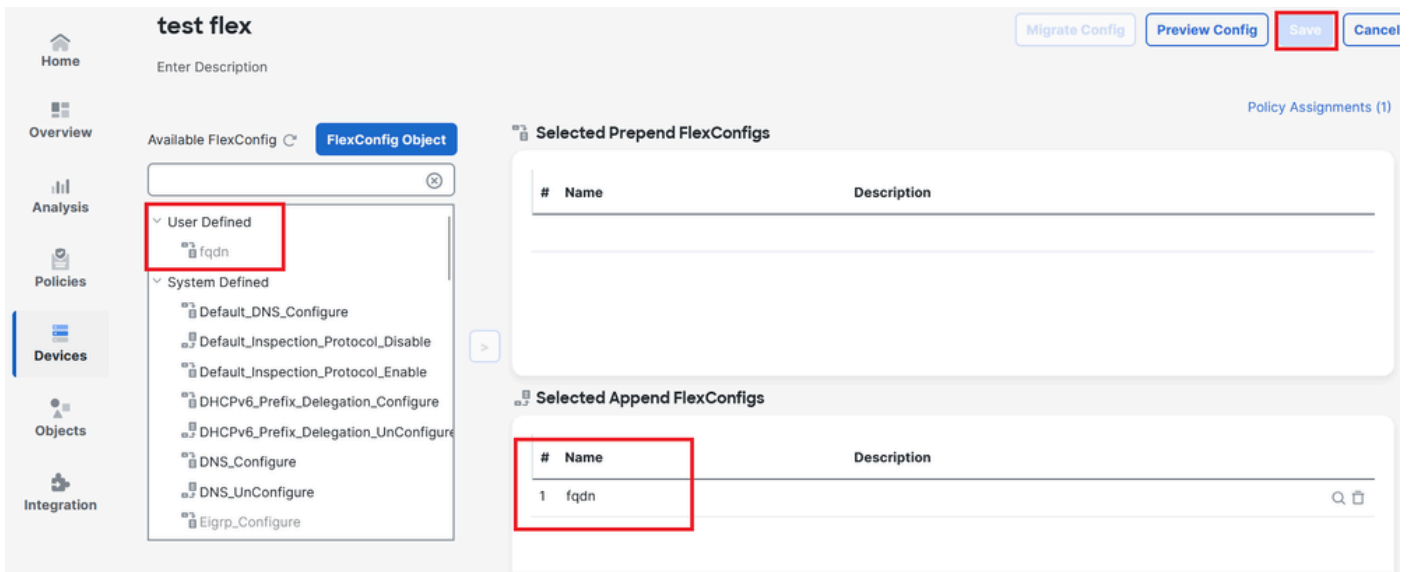 test flex
Migrate Config
Preview Config
Save
Cancel
Enter Description
Home
Overview
Analysis
Policies
Devices
Objects
Integration
Policy Assignments (1)
Available FlexConfig
FlexConfig Object
User Defined
fqdn
System Defined
Default_DNS_Configure
Default_Inspection_Protocol_Disable
Default_Inspection_Protocol_Enable
DHCPv6_Prefix_Delegation_Configure
DHCPv6_Prefix_Delegation_UnConfigure
DNS_Configure
DNS_UnConfigure
Eigrp_Configure
>
Selected Prepend FlexConfigs
# Name Description
Selected Append FlexConfigs
# Name Description
1 fqdn